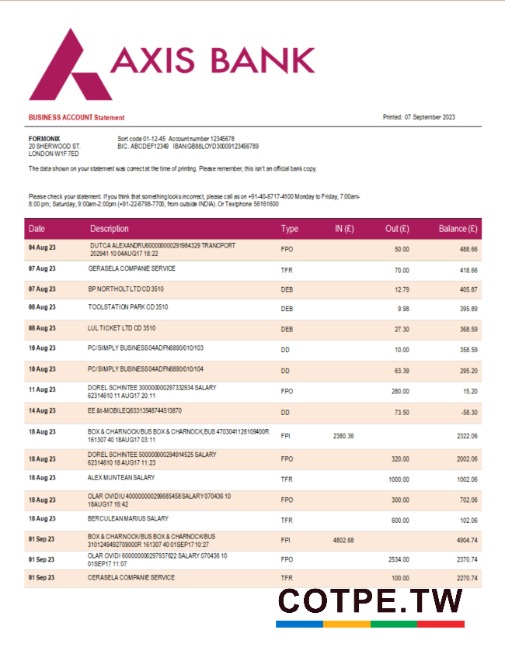 AXIS BANK
BUSINESS ACCOUNT Statement
Printed: 07 September 2023
FORMONIX
20 SHERWOOD ST.
LONDON W1F 7ED
Sort code 01-12-45 Account number 12345678
BIC. ABCDEF12349 IBAN GB88LOYD30009123456789
The data shown on your statement was correct at the time of printing. Please remember, this isn't an official bank copy.
Please check your statement. If you think that something looks incorrect, please call as on +91-40-6717-4100 Monday to Friday, 7:00am-
8:00 pm; Saturday, 9:00am-2:00pm (+91-22-6798-7700, from outside INDIA). Or Textphone 56161600
Date Description Type IN (£) Out (£) Balance (£)
04 Aug 23 DUTCA ALEXANDRU600000000291984329 TRANCPORT FPO 50.00 488.66
202941 10 04AUG17 18:22
07 Aug 23 GERASELA COMPANIE SERVICE TFR 70.00 418.66
07 Aug 23 BP NORTHOLT LTD CD 3510 DEB 12.79 405.87
08 Aug 23 TOOLSTATION PARK CD 3510 DEB 9.98 395.89
08 Aug 23 LUL TICKET LTD CD 3510 DEB 27.30 368.59
10 Aug 23 PC/SIMPLY BUSINESS04ADFN6890/010/103 DD 10.00 358.59
10 Aug 23 PC/SIMPLY BUSINESS04ADFN6890/010/104 DD 63.39 295.20
11 Aug 23 DOREL SCHINTEE 300000000297332934 SALARY FPO 280.00 15.20
62314610 11 AUG17 20:11
14 Aug 23 EE &t-MOBILEQ63313948744513870 DD 73.50 -58.30
18 Aug 23 BOX & CHARNOCK/BUS BOX & CHARNOCK,BUS 4703041128109400R FPI 2380.36 2322.06
161307 40 18AUG17 03:11
18 Aug 23 DOREL SCHINTEE 500000000294914525 SALARY FPO 320.00 2002.06
62314610 18 AUG17 11:23
18 Aug 23 ALEX MUNTEAN SALARY TFR 1000.00 1002.06
18 Aug 23 OLAR OVIDIU 400000000299685458 SALARY 070436 10 FPO 300.00 702.06
18AUG17 16:42
18 Aug 23 BERCULEAN MARIUS SALARY TFR 600.00 102.06
01 Sep 23 BOX & CHARNOCK/BUS BOX & CHARNOCK/BUS FPI 4802.68 4904.74
3101249492709000R 161307 40 01SEP17 10:27
01 Sep 23 OLAR OVIDI 600000000297937622 SALARY 070436 10 FPO 2534.00 2370.74
01SEP17 11:07
01 Sep 23 CERASELA COMPANIE SERVICE TFR 100.00 2270.74
COTPE.TW